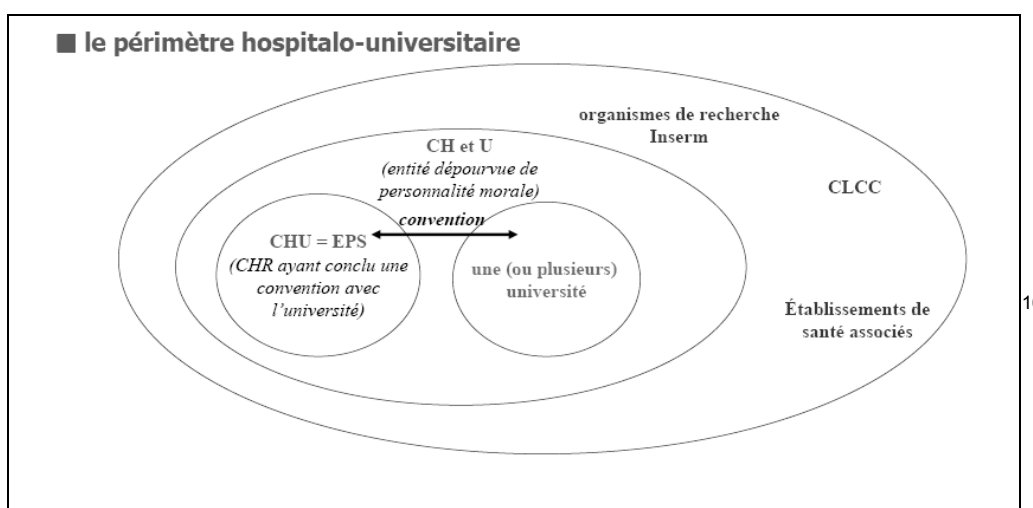 ■ le périmètre hospitalo-universitaire
organismes de recherche
Inserm
CH et U
(entité dépourvue de
personnalité morale)
CLCC
convention
CHU = EPS
(CHR ayant conclu une
convention avec
l'université)
une (ou plusieurs)
université
Établissements de
santé associés